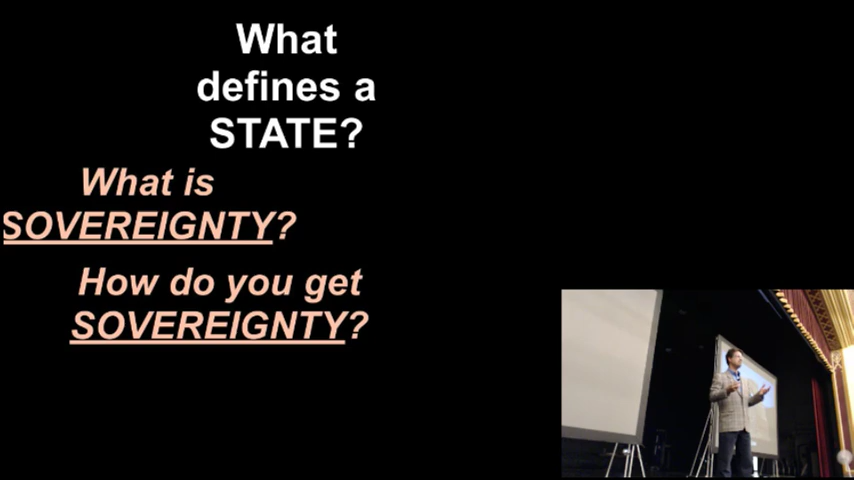 What
defines a
STATE?
What is
SOVEREIGNTY?
How do you get
SOVEREIGNTY?